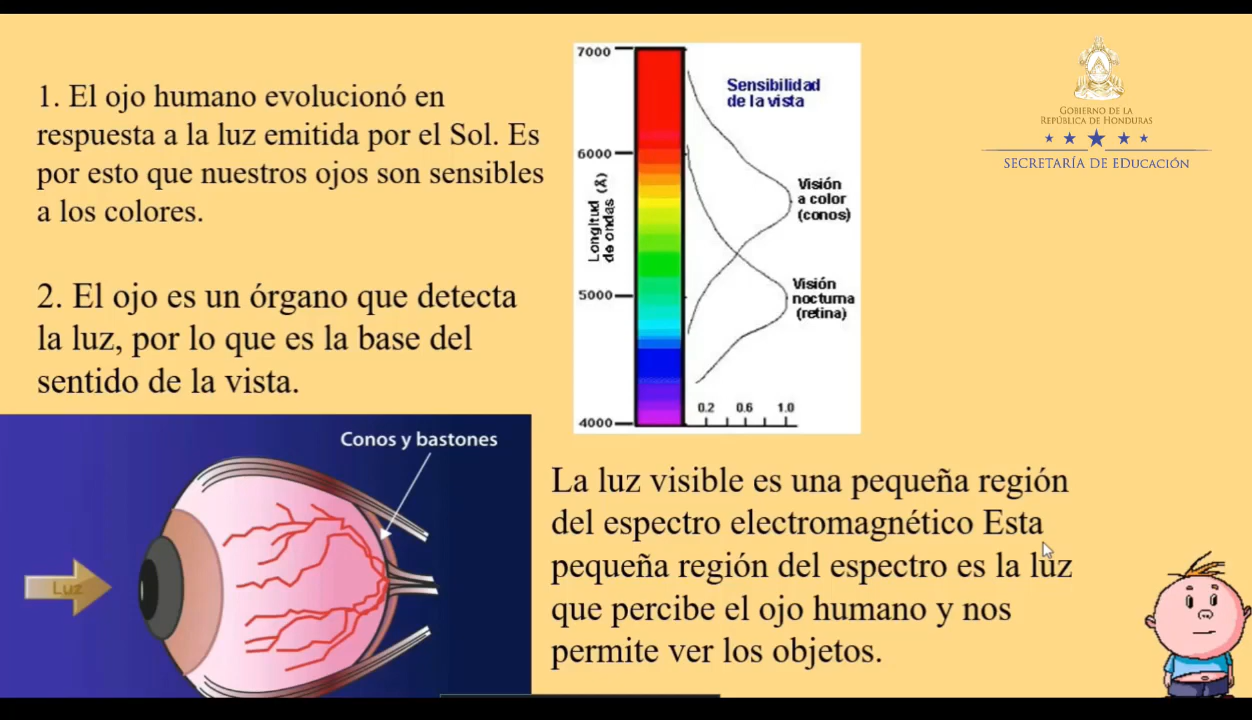 1. El ojo humano evolucionó en
respuesta a la luz emitida por el Sol. Es
por esto que nuestros ojos son sensibles
a los colores.
2. El ojo es un órgano que detecta
la luz, por lo que es la base del
sentido de la vista.
Conos y bastones
Luz
7000
6000
5000
4000
Longitud
de ondas (Å)
Sensibilidad
de la vista
Visión
a color
(conos)
Visión
nocturna
(retina)
0.2 0.6 1.0
GOBIERNO DE LA
REPÚBLICA DE HONDURAS
SECRETARÍA DE EDUCACIÓN
La luz visible es una pequeña región
del espectro electromagnético Esta
pequeña región del espectro es la luz
que percibe el ojo humano y nos
permite ver los objetos.